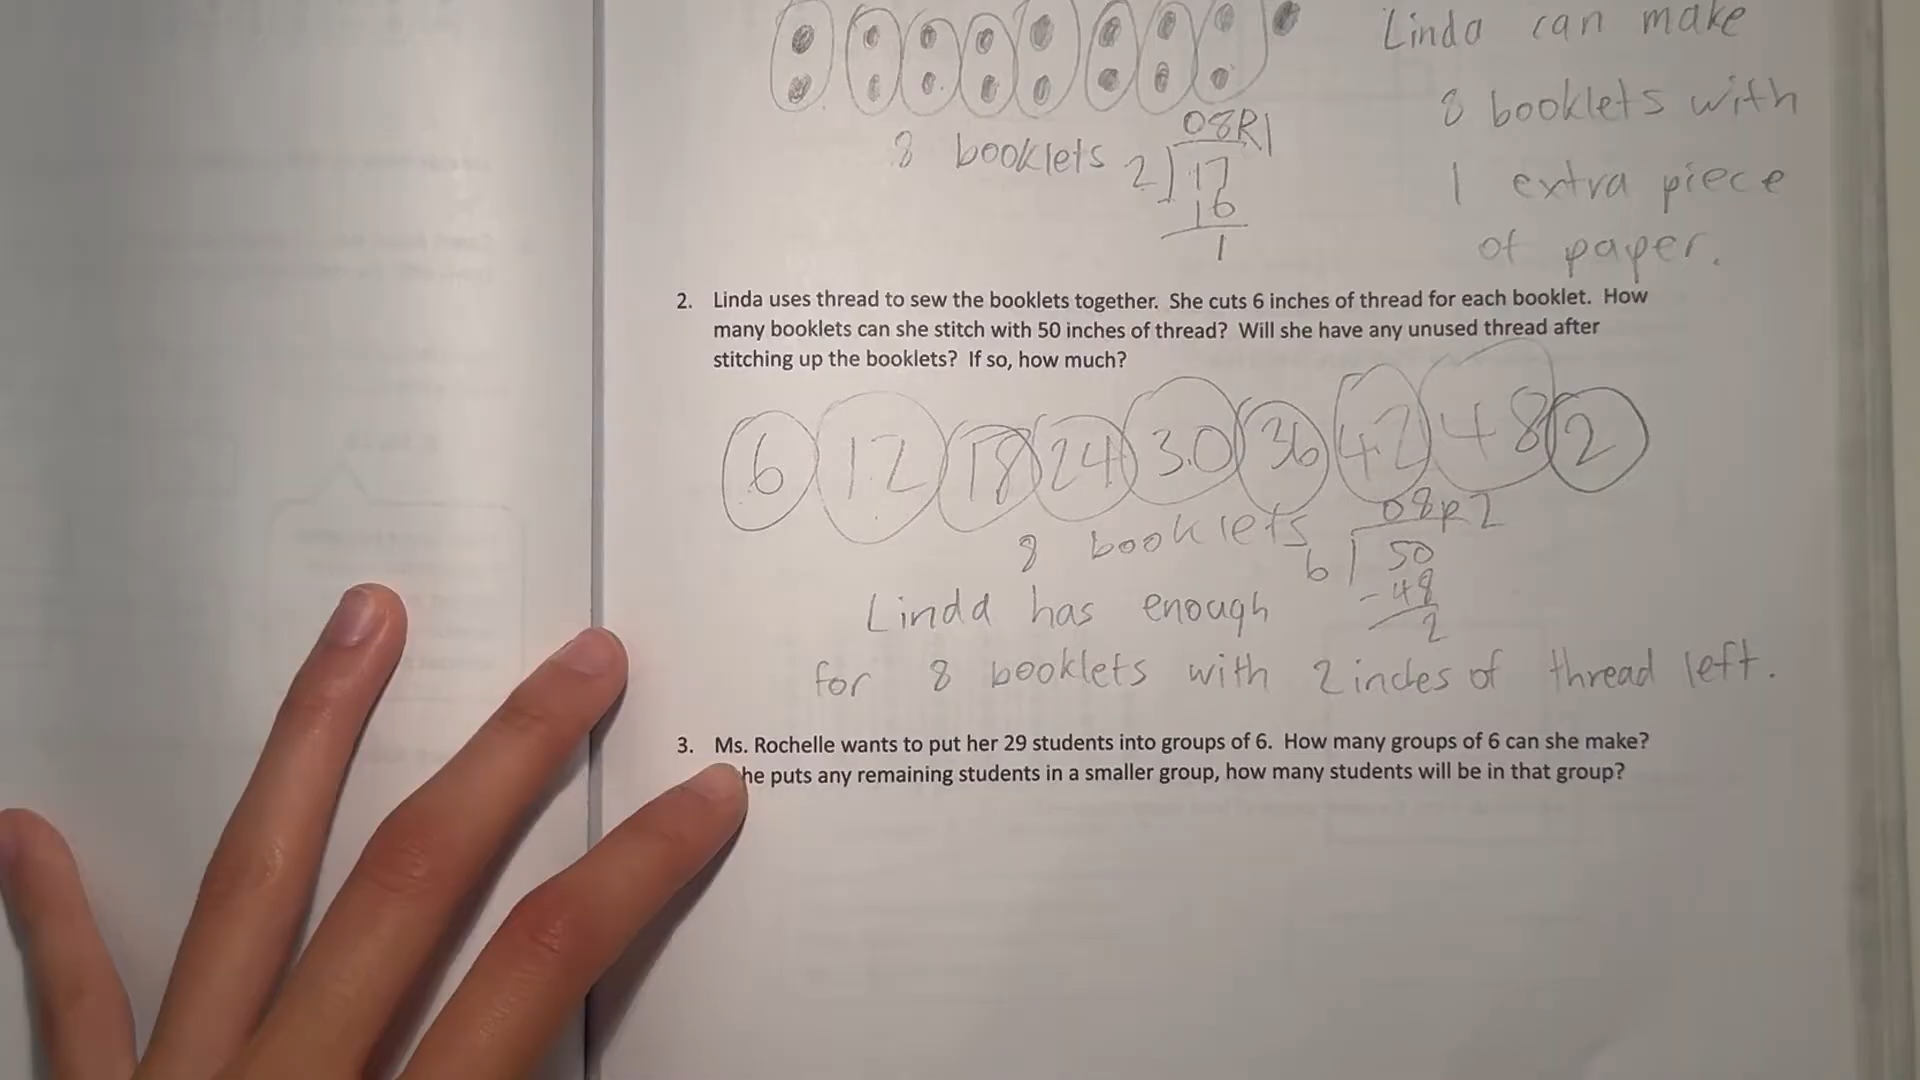 Linda can make
8 booklets with
08R1
8 booklets 2 17
1 extra piece
16
1
of paper.
2. Linda uses thread to sew the booklets together. She cuts 6 inches of thread for each booklet. How
many booklets can she stitch with 50 inches of thread? Will she have any unused thread after
stitching up the booklets? If so, how much?
6 12 18 24 30 36 42 48 2
08R2
8 booklets 6 50
-48
2
Linda has enough
for 8 booklets with 2 inches of thread left.
3. Ms. Rochelle wants to put her 29 students into groups of 6. How many groups of 6 can she make?
he puts any remaining students in a smaller group, how many students will be in that group?